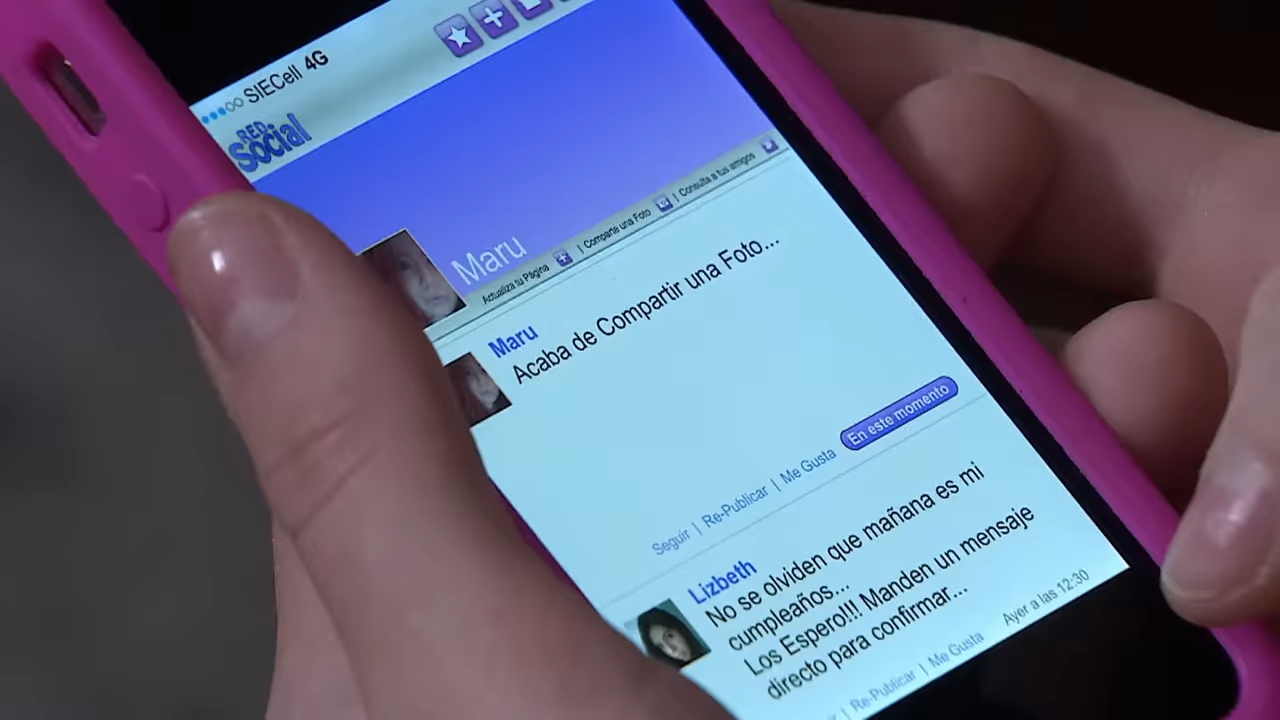 SIECell 4G
RED
Social
Maru
Actualiza tu Página | Comparte una Foto | Consulta a tus amigos
Maru
Acaba de Compartir una Foto...
En este momento
Seguir | Re-Publicar | Me Gusta
Lizbeth
No se olviden que mañana es mi
cumpleaños...
Los Espero!!! Manden un mensaje
directo para confirmar...
Ayer a las 12:30
| Re-Publicar | Me Gusta